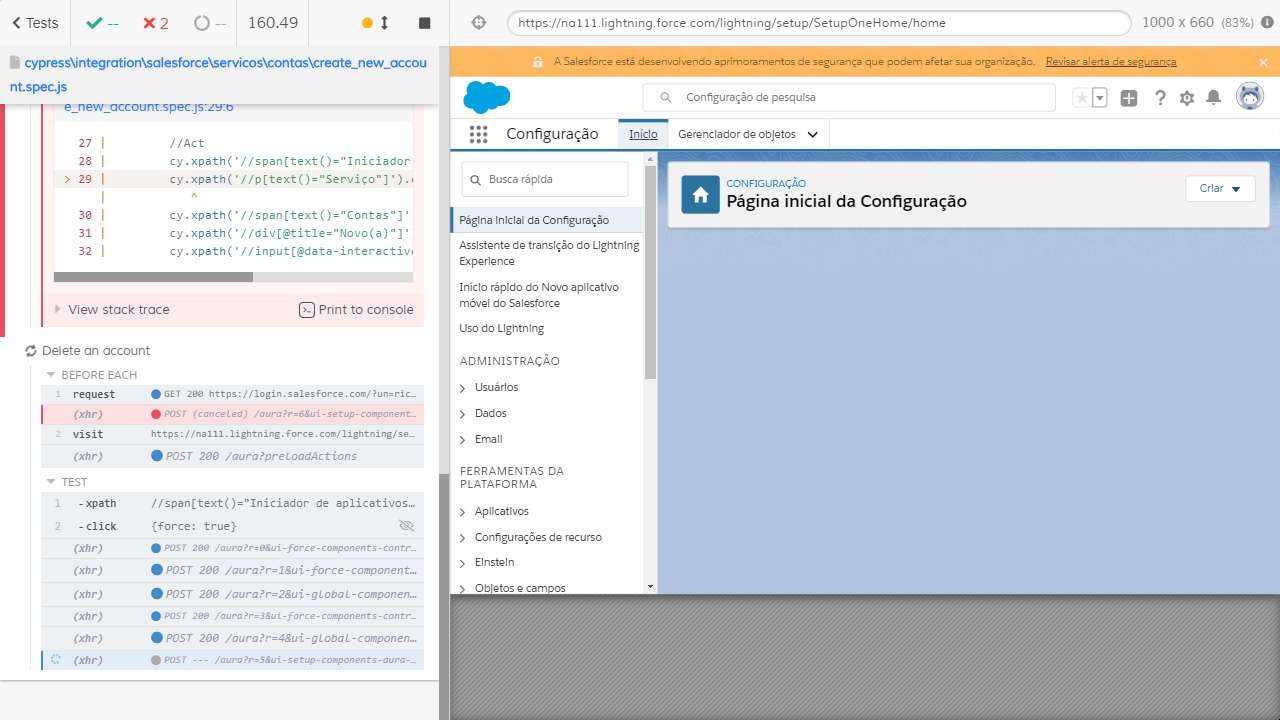 Tests
--
2
--
160.49
https://na111.lightning.force.com/lightning/setup/SetupOneHome/home
1000 x 660 (83%)
cypress\integration\salesforce\servicos\contas\create_new_accou
nt.spec.js
e_new_account.spec.js:29:6
27 | //Act
28 | cy.xpath('//span[text()="Iniciador
> 29 | cy.xpath('//p[text()="Serviço"]').c
| ^
30 | cy.xpath('//span[text()="Contas"]'
31 | cy.xpath('//div[@title="Novo(a)"]'
32 | cy.xpath('//input[@data-interactive
View stack trace
Print to console
Delete an account
BEFORE EACH
1 request GET 200 https://login.salesforce.com/?un=ric...
(xhr) POST (canceled) /aura?r=6&ui-setup-component...
2 visit https://na111.lightning.force.com/lightning/se...
(xhr) POST 200 /aura?preloadActions
TEST
1 -xpath //span[text()="Iniciador de aplicativos...
2 -click {force: true}
(xhr) POST 200 /aura?r=0&ui-force-components-contr...
(xhr) POST 200 /aura?r=1&ui-force-component...
(xhr) POST 200 /aura?r=2&ui-global-componen...
(xhr) POST 200 /aura?r=3&ui-force-components-contr...
(xhr) POST 200 /aura?r=4&ui-global-componen...
(xhr) POST --- /aura?r=5&ui-setup-components-aura-...
A Salesforce está desenvolvendo aprimoramentos de segurança que podem afetar sua organização. Revisar alerta de segurança
Configuração de pesquisa
Configuração
Início
Gerenciador de objetos
Busca rápida
Página inicial da Configuração
Assistente de transição do Lightning
Experience
Início rápido do Novo aplicativo
móvel do Salesforce
Uso do Lightning
ADMINISTRAÇÃO
Usuários
Dados
Email
FERRAMENTAS DA
PLATAFORMA
Aplicativos
Configurações de recurso
Einstein
Objetos e campos
CONFIGURAÇÃO
Página inicial da Configuração
Criar